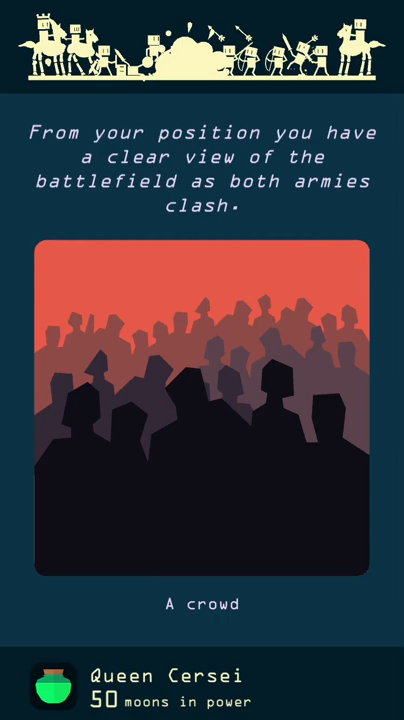 From your position you have
a clear view of the
battlefield as both armies
clash.
A crowd
Queen Cersei
50 moons in power